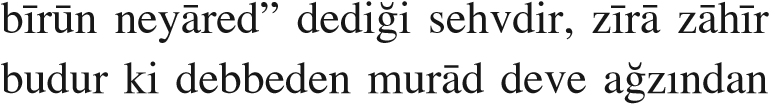 bīrūn neyāred” dediği sehvdir, zīrā zāhīr
budur ki debbeden murād deve ağzından